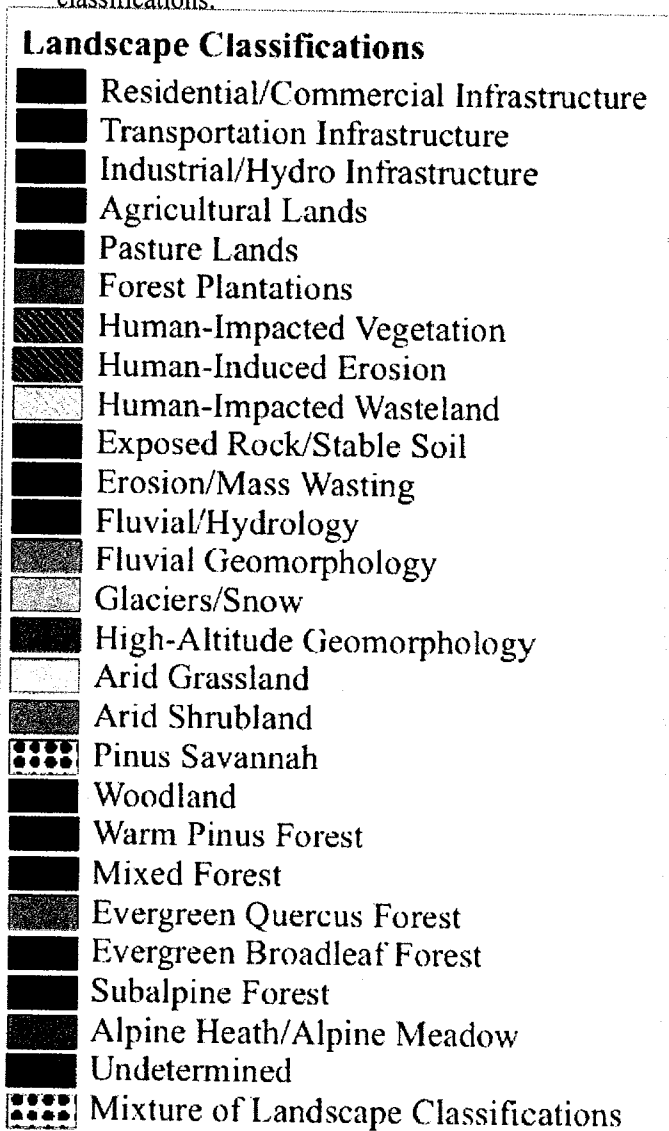 classifications.
Landscape Classifications
Residential/Commercial Infrastructure
Transportation Infrastructure
Industrial/Hydro Infrastructure
Agricultural Lands
Pasture Lands
Forest Plantations
Human-Impacted Vegetation
Human-Induced Erosion
Human-Impacted Wasteland
Exposed Rock/Stable Soil
Erosion/Mass Wasting
Fluvial/Hydrology
Fluvial Geomorphology
Glaciers/Snow
High-Altitude Geomorphology
Arid Grassland
Arid Shrubland
Pinus Savannah
Woodland
Warm Pinus Forest
Mixed Forest
Evergreen Quercus Forest
Evergreen Broadleaf Forest
Subalpine Forest
Alpine Heath/Alpine Meadow
Undetermined
Mixture of Landscape Classifications